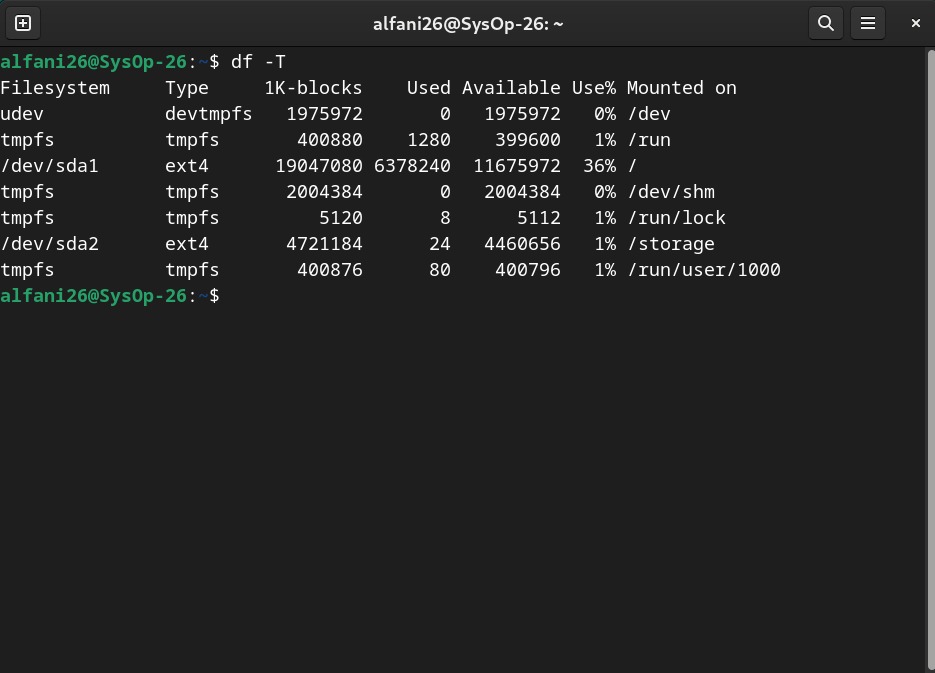 alfani26@SysOp-26: ~
alfani26@SysOp-26:~$ df -T
Filesystem     Type     1K-blocks    Used Available Use% Mounted on
udev           devtmpfs   1975972       0   1975972   0% /dev
tmpfs          tmpfs       400880    1280    399600   1% /run
/dev/sda1      ext4      19047080 6378240  11675972  36% /
tmpfs          tmpfs      2004384       0   2004384   0% /dev/shm
tmpfs          tmpfs         5120       8      5112   1% /run/lock
/dev/sda2      ext4       4721184      24   4460656   1% /storage
tmpfs          tmpfs       400876      80    400796   1% /run/user/1000
alfani26@SysOp-26:~$